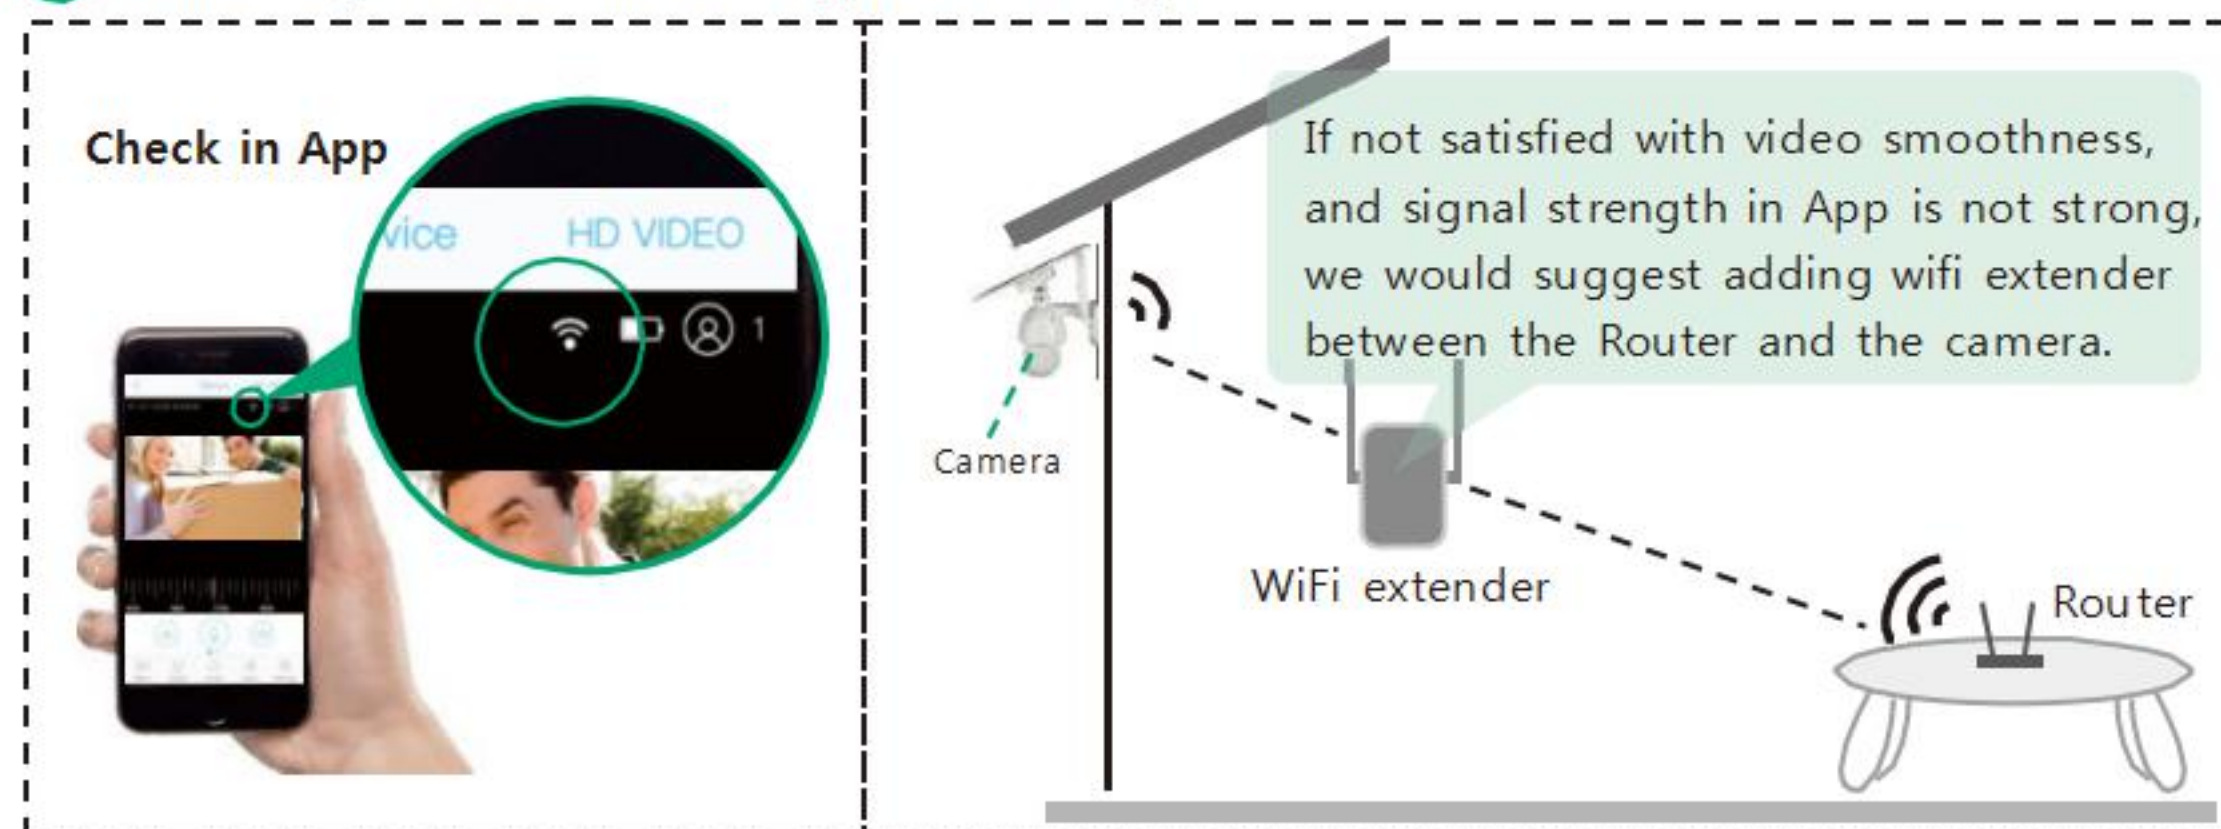 Check in App
vice HD VIDEO
1
If not satisfied with video smoothness,
and signal strength in App is not strong,
we would suggest adding wifi extender
between the Router and the camera.
Camera
WiFi extender
Router